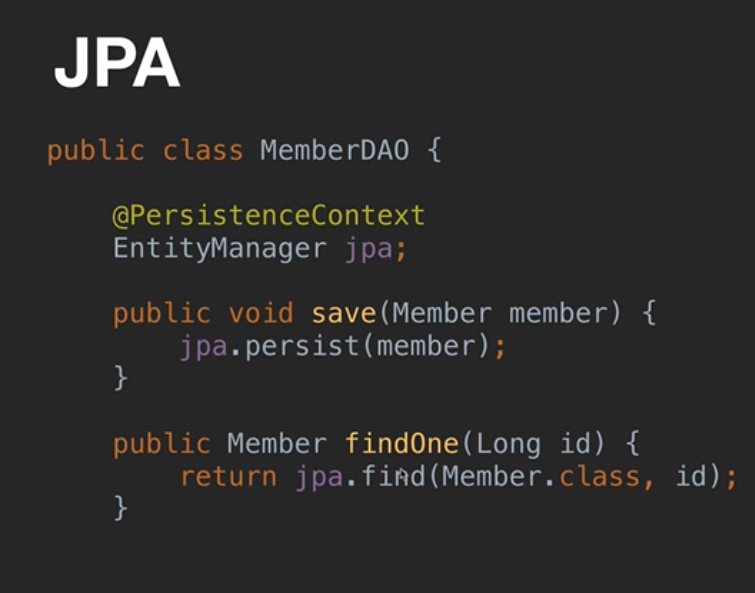 JPA
public class MemberDAO {
@PersistenceContext
EntityManager jpa;
public void save(Member member) {
jpa.persist(member);
}
public Member findOne(Long id) {
return jpa.find(Member.class, id);
}